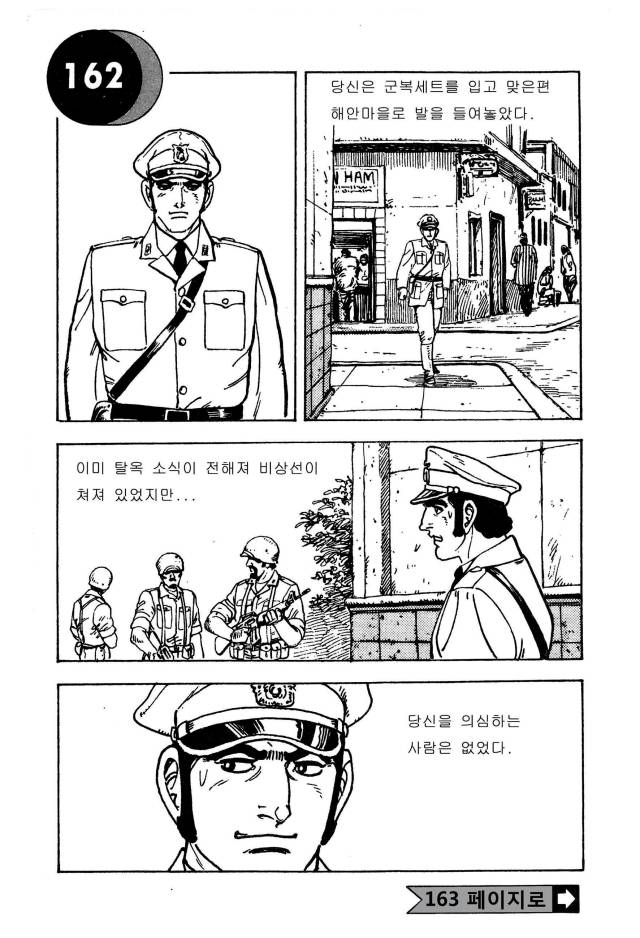 162
당신은 군복세트를 입고 맞은편
해안마을로 발을 들여놓았다.
HAM
이미 탈옥 소식이 전해져 비상선이
쳐져 있었지만...
당신을 의심하는
사람은 없었다.
163 페이지로